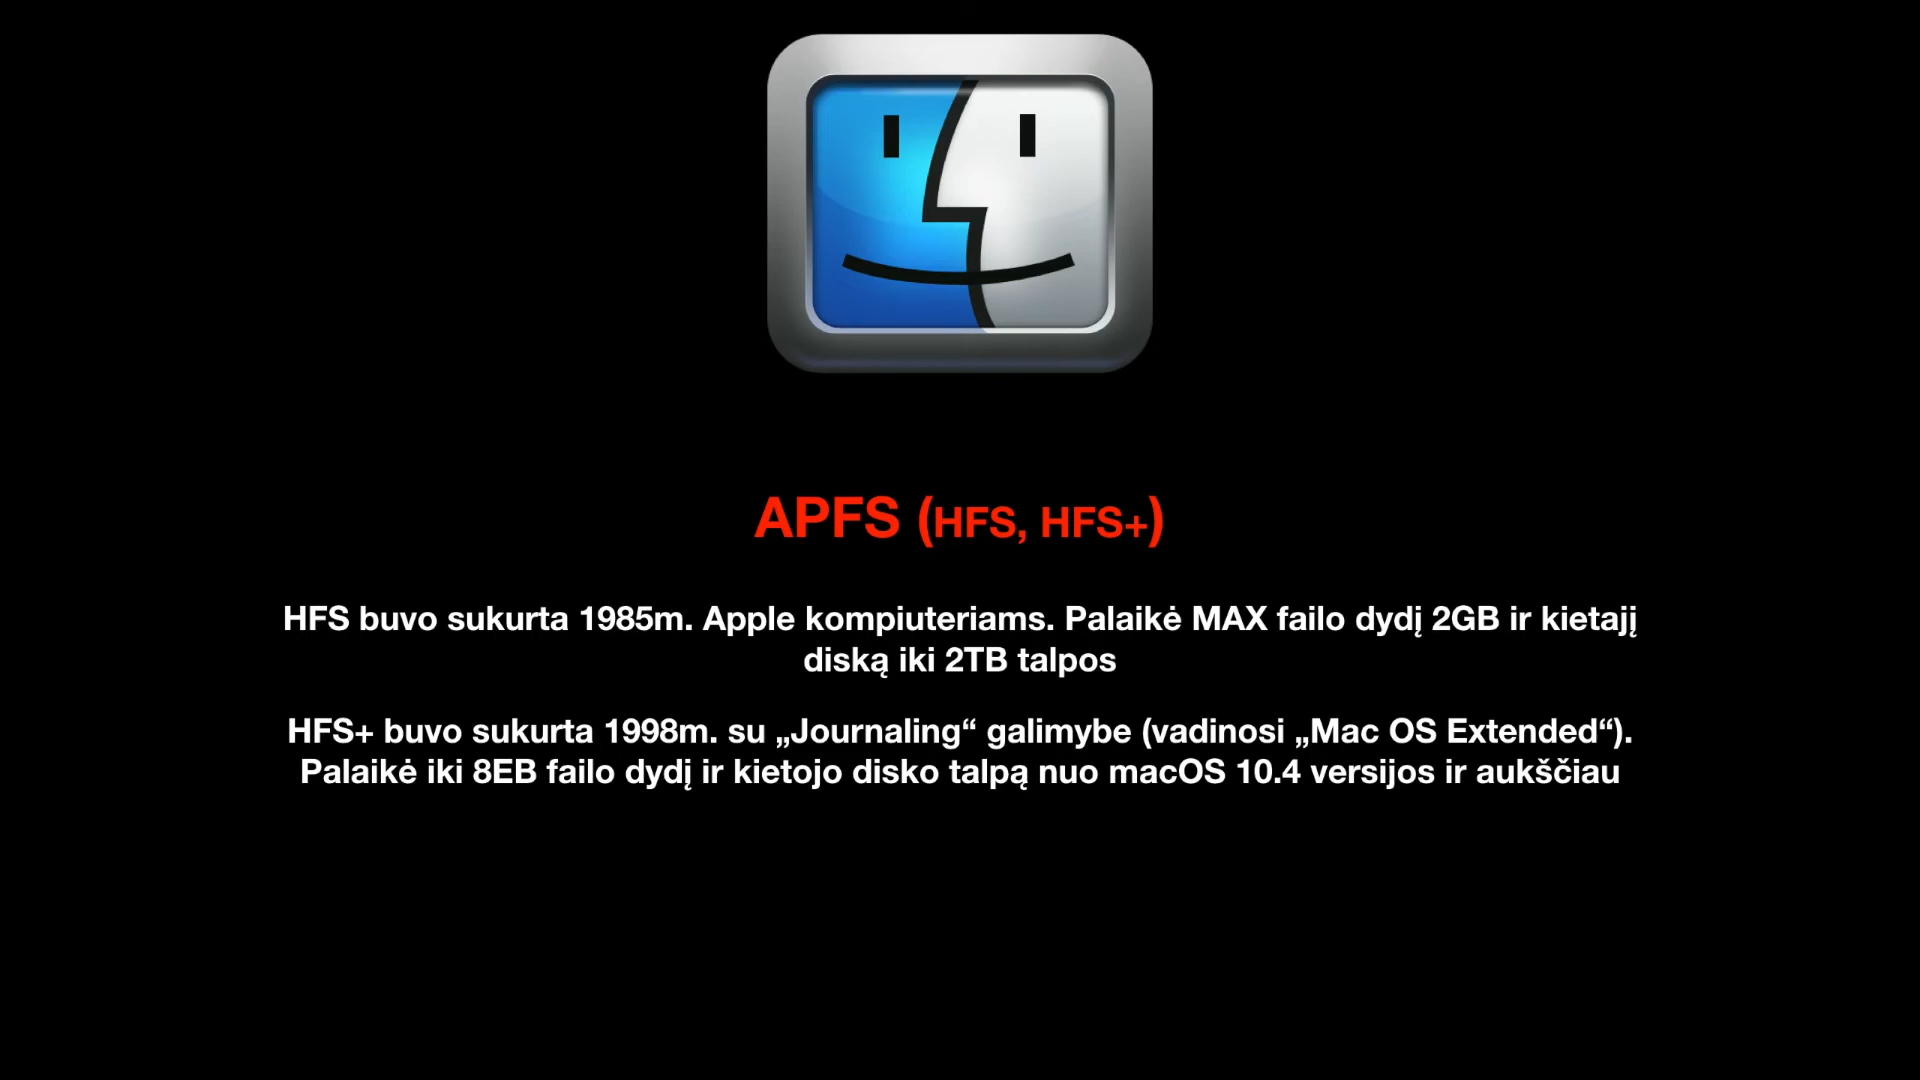 APFS (HFS, HFS+)
HFS buvo sukurta 1985m. Apple kompiuteriams. Palaikė MAX failo dydį 2GB ir kietajį
diską iki 2TB talpos
HFS+ buvo sukurta 1998m. su „Journaling“ galimybe (vadinosi „Mac OS Extended“).
Palaikė iki 8EB failo dydį ir kietojo disko talpą nuo macOS 10.4 versijos ir aukščiau